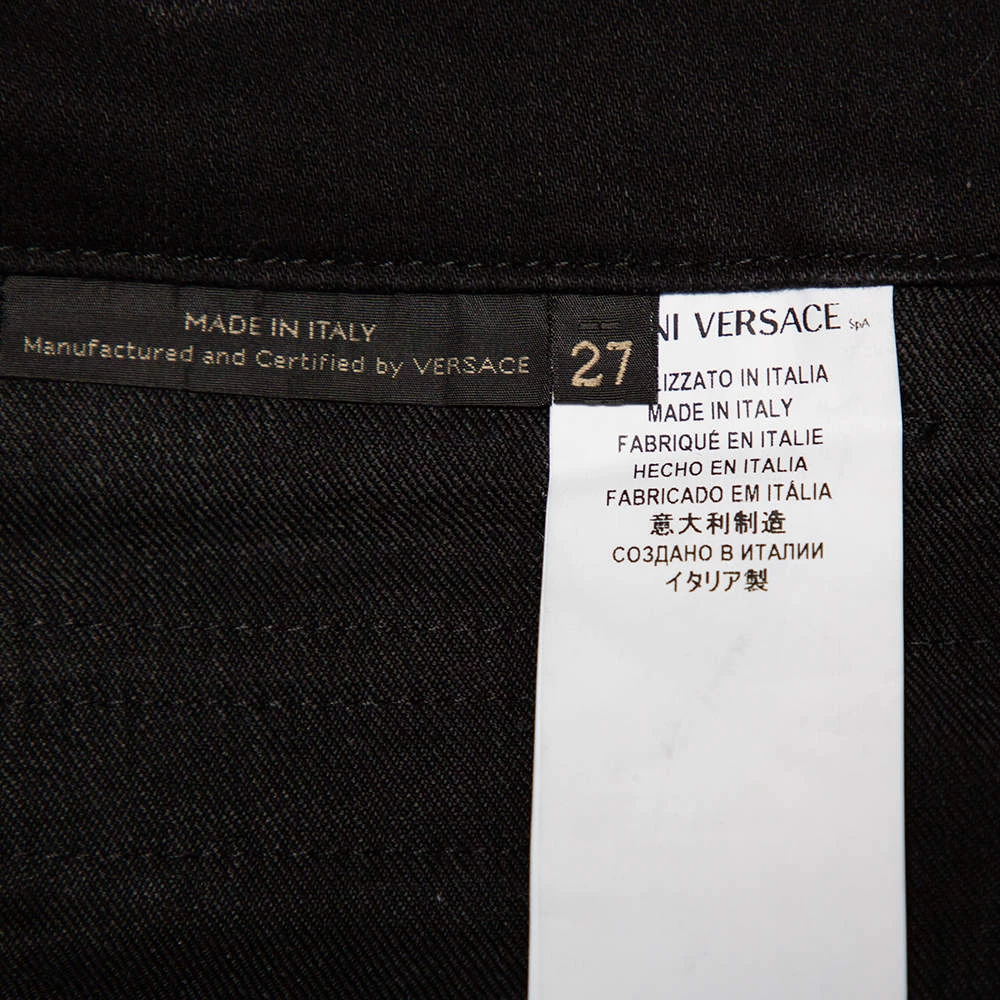 MADE IN ITALY
Manufactured and Certified by VERSACE
27
NI VERSACE SpA
LIZZATO IN ITALIA
MADE IN ITALY
FABRIQUÉ EN ITALIE
HECHO EN ITALIA
FABRICADO EM ITÁLIA
意大利制造
СОЗДАНО В ИТАЛИИ
イタリア製